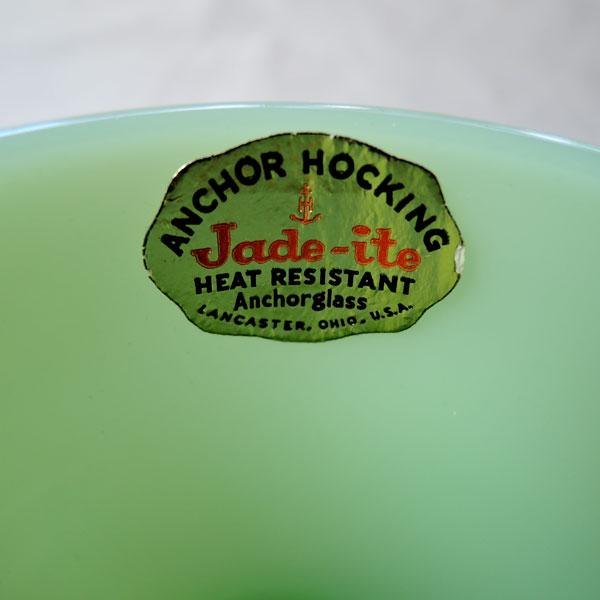 ANCHOR HOCKING
Jade-ite
HEAT RESISTANT
Anchorglass
LANCASTER, OHIO, U.S.A.